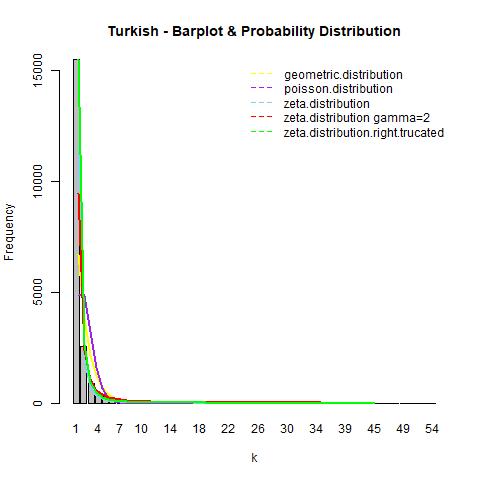 Turkish - Barplot & Probability Distribution
geometric.distribution
poisson.distribution
zeta.distribution
zeta.distribution gamma=2
zeta.distribution.right.trucated
Frequency
15000
10000
5000
0
1 4 7 10 14 18 22 26 30 34 39 45 49 54
k